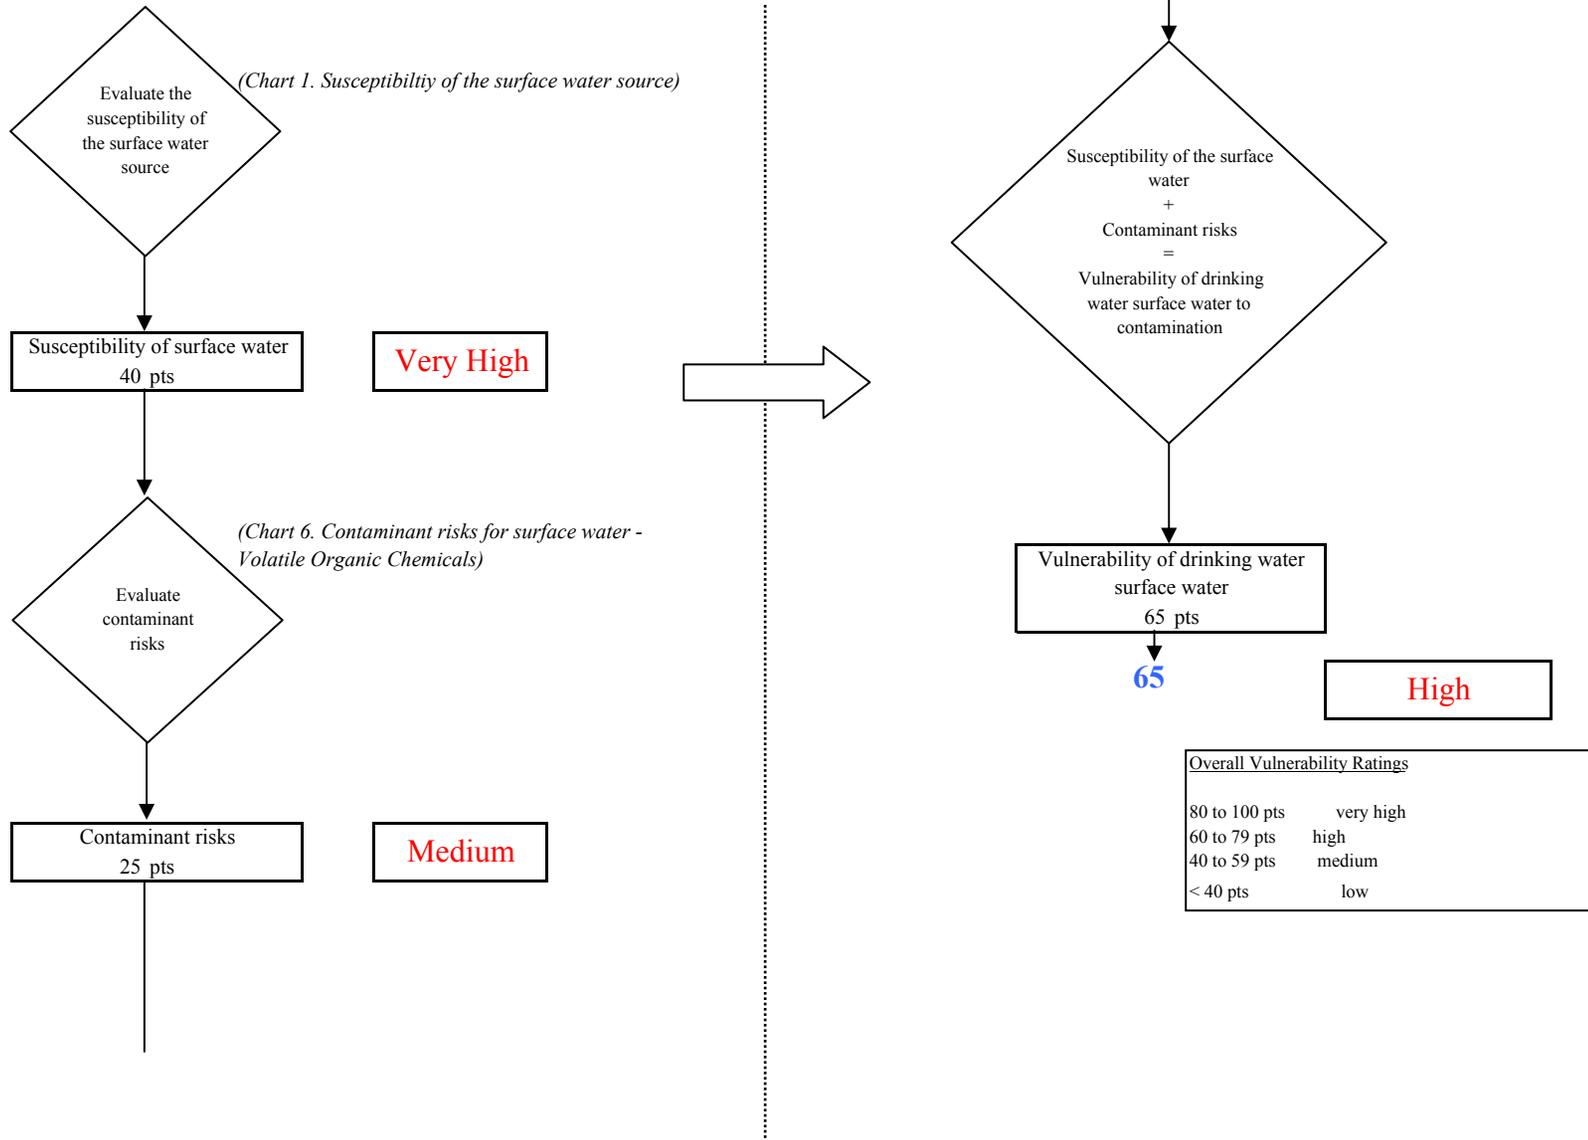 Evaluate the
susceptibility of
the surface water
source
(Chart 1. Susceptibiltiy of the surface water source)
Susceptibility of surface water
40 pts
Very High
(Chart 6. Contaminant risks for surface water -
Volatile Organic Chemicals)
Evaluate
contaminant
risks
Contaminant risks
25 pts
Medium
Susceptibility of the surface
water
+
Contaminant risks
=
Vulnerability of drinking
water surface water to
contamination
Vulnerability of drinking water
surface water
65 pts
65
High
Overall Vulnerability Ratings
80 to 100 pts very high
60 to 79 pts high
40 to 59 pts medium
< 40 pts low